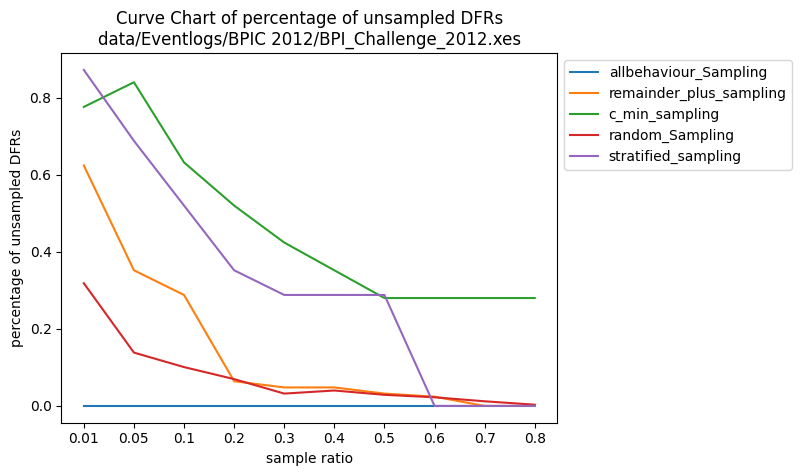 Curve Chart of percentage of unsampled DFRs
data/Eventlogs/BPIC 2012/BPI_Challenge_2012.xes
percentage of unsampled DFRs
0.8
0.6
0.4
0.2
0.0
0.01 0.05 0.1 0.2 0.3 0.4 0.5 0.6 0.7 0.8
sample ratio
allbehaviour_Sampling
remainder_plus_sampling
c_min_sampling
random_Sampling
stratified_sampling